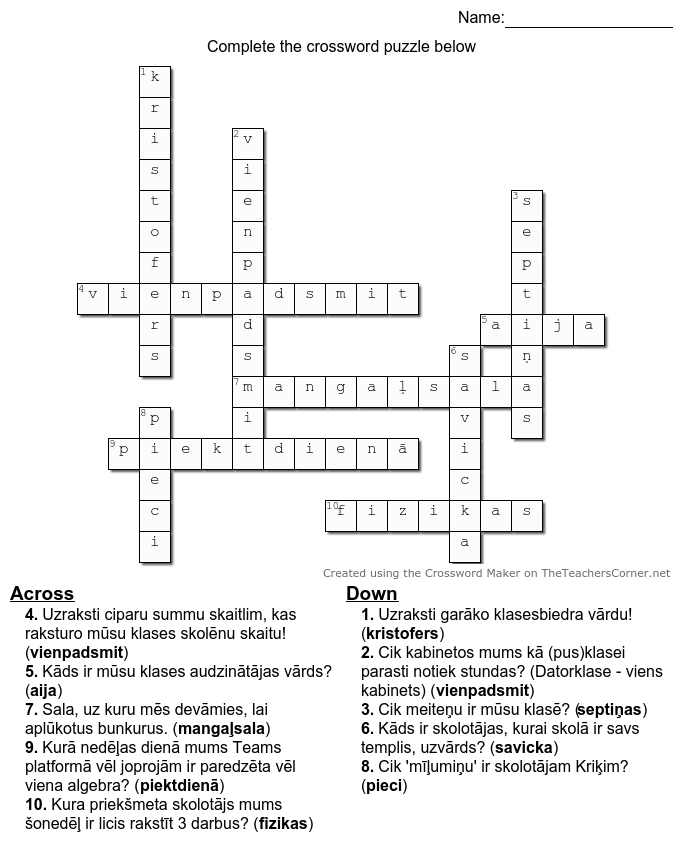 Name:
Complete the crossword puzzle below
1 k
r
i 2 v
s i
t e 3 s
o n e
f p p
4 v i e n p a d s m i t t
r d 5 a i j a
s s 6 s ņ
7 m a n g a ļ s a l a
8 p i v s
9 p i e k t d i e n ā i
e c
c 10 f i z i k a s
i a
Created using the Crossword Maker on TheTeachersCorner.net
Across
4. Uzraksti ciparu summu skaitlim, kas
raksturo mūsu klases skolēnu skaitu!
(vienpadsmit)
5. Kāds ir mūsu klases audzinātājas vārds?
(aija)
7. Sala, uz kuru mēs devāmies, lai
aplūkotus bunkurus. (mangaļsala)
9. Kurā nedēļas dienā mums Teams
platformā vēl joprojām ir paredzēta vēl
viena algebra? (piektdienā)
10. Kura priekšmeta skolotājs mums
šonedēļ ir licis rakstīt 3 darbus? (fizikas)
Down
1. Uzraksti garāko klasesbiedra vārdu!
(kristofers)
2. Cik kabinetos mums kā (pus)klasei
parasti notiek stundas? (Datorklase - viens
kabinets) (vienpadsmit)
3. Cik meiteņu ir mūsu klasē? (septiņas)
6. Kāds ir skolotājas, kurai skolā ir savs
templis, uzvārds? (savicka)
8. Cik 'mīļumiņu' ir skolotājam Kriķim?
(pieci)